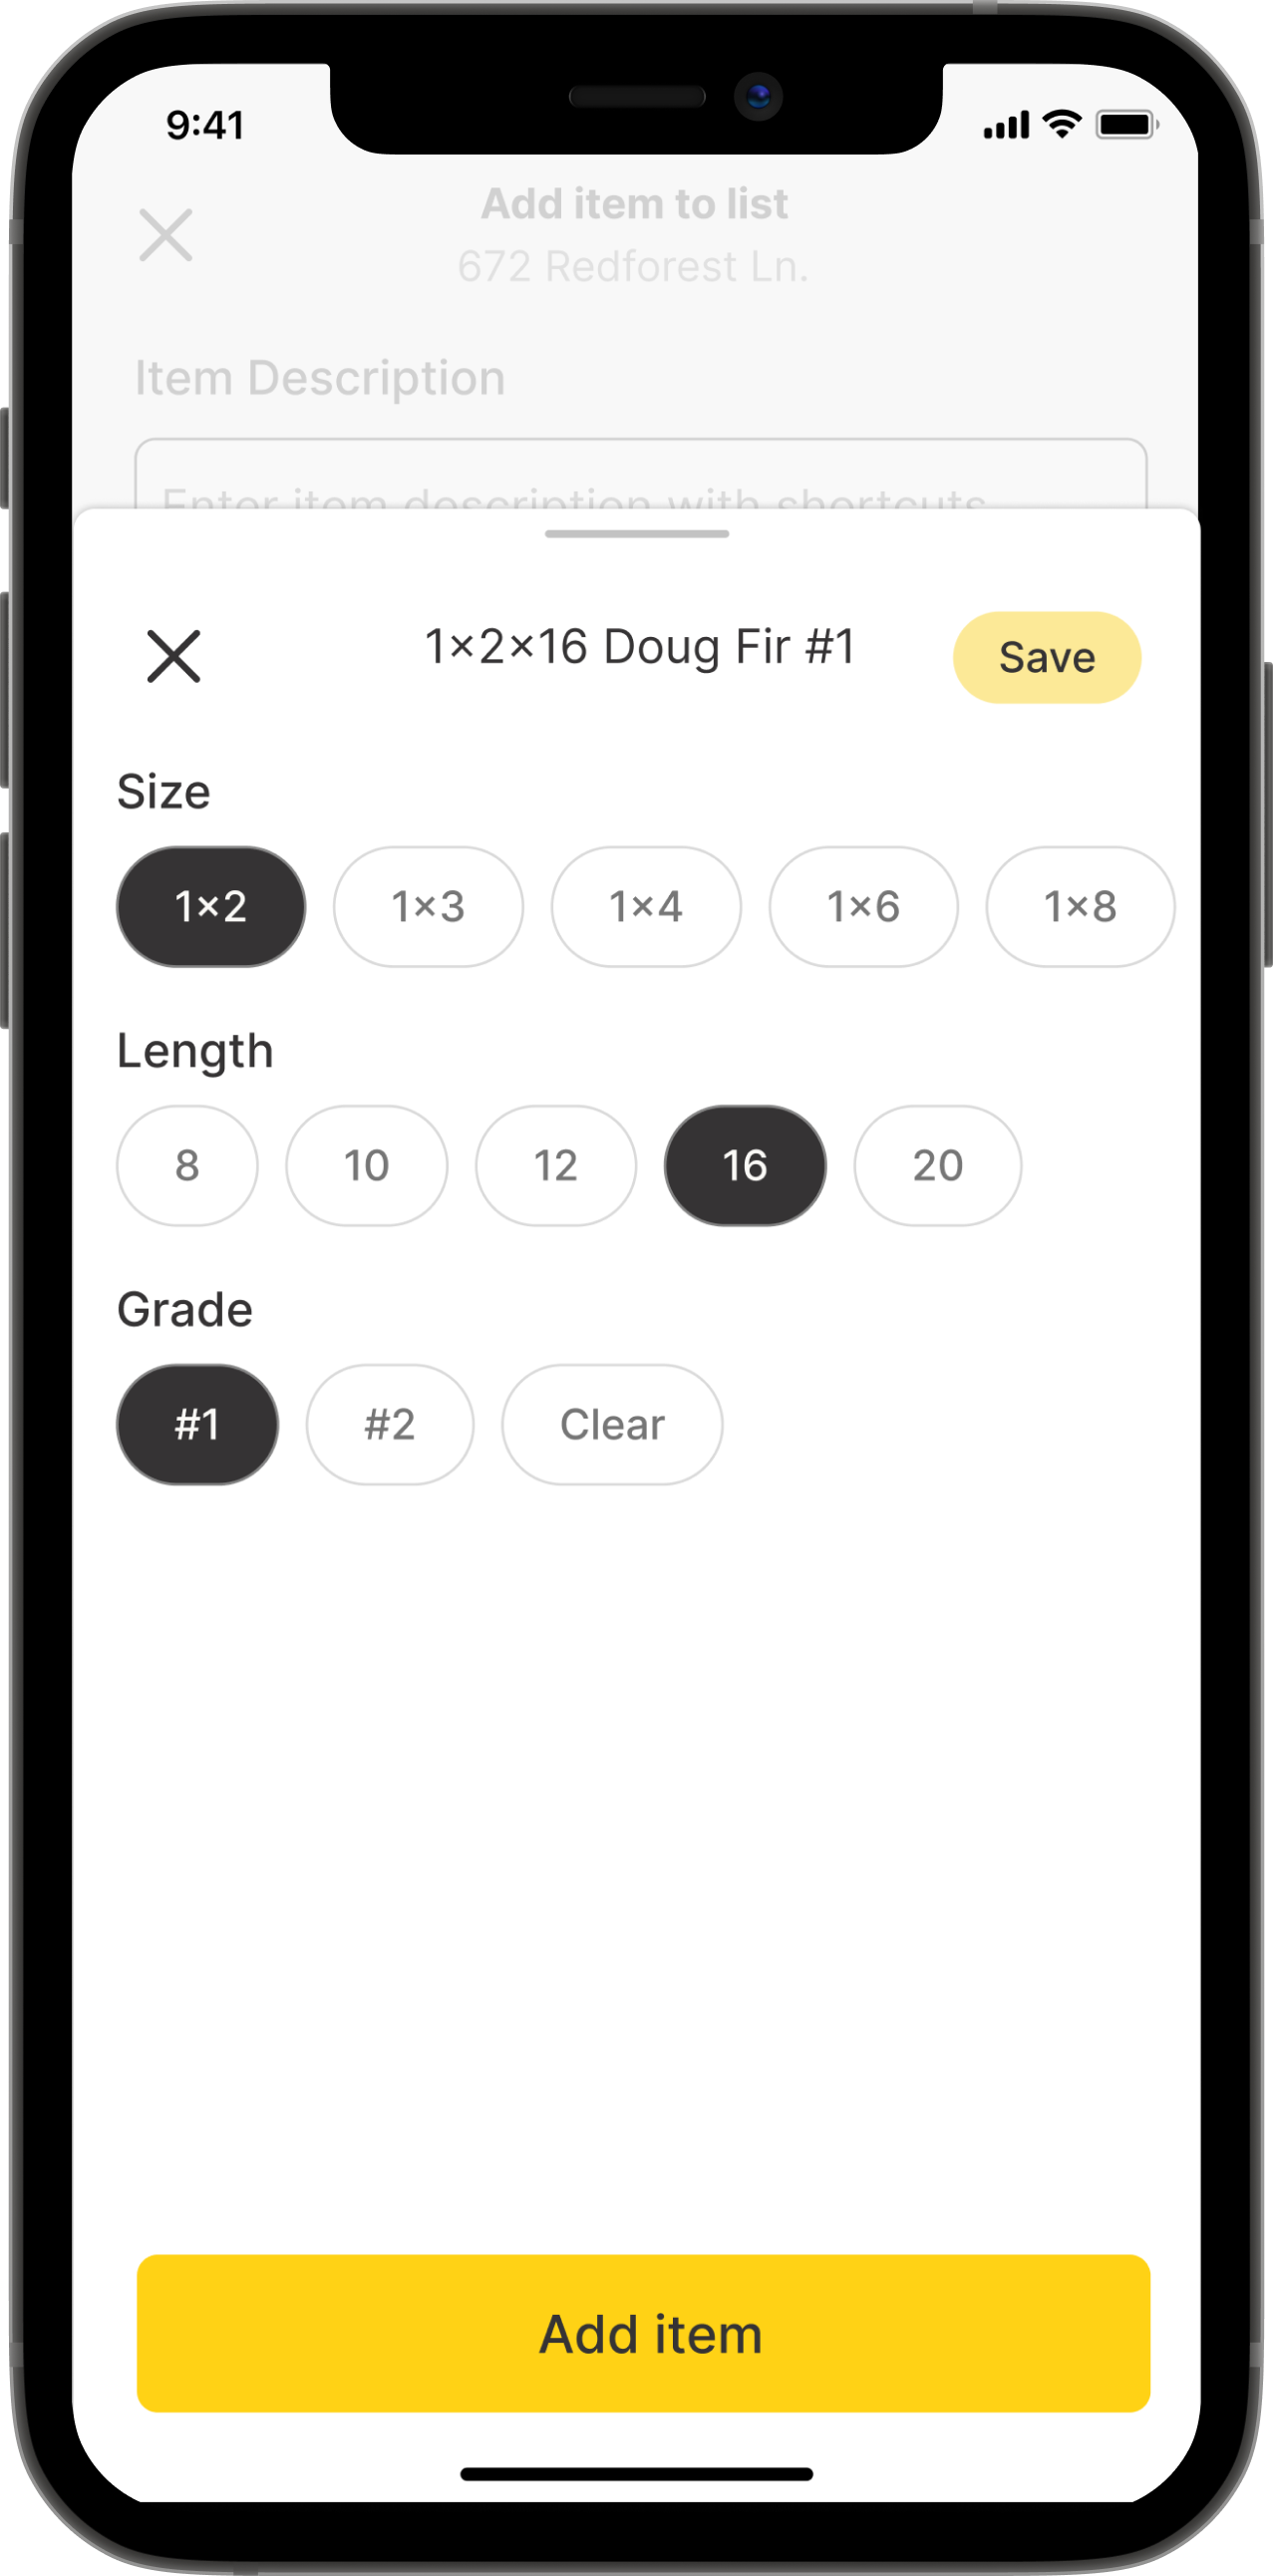 9:41
Add item to list
672 Redforest Ln.
Item Description
Enter item description with shortcuts
1×2×16 Doug Fir #1
Save
Size
1×2 1×3 1×4 1×6 1×8
Length
8 10 12 16 20
Grade
#1 #2 Clear
Add item